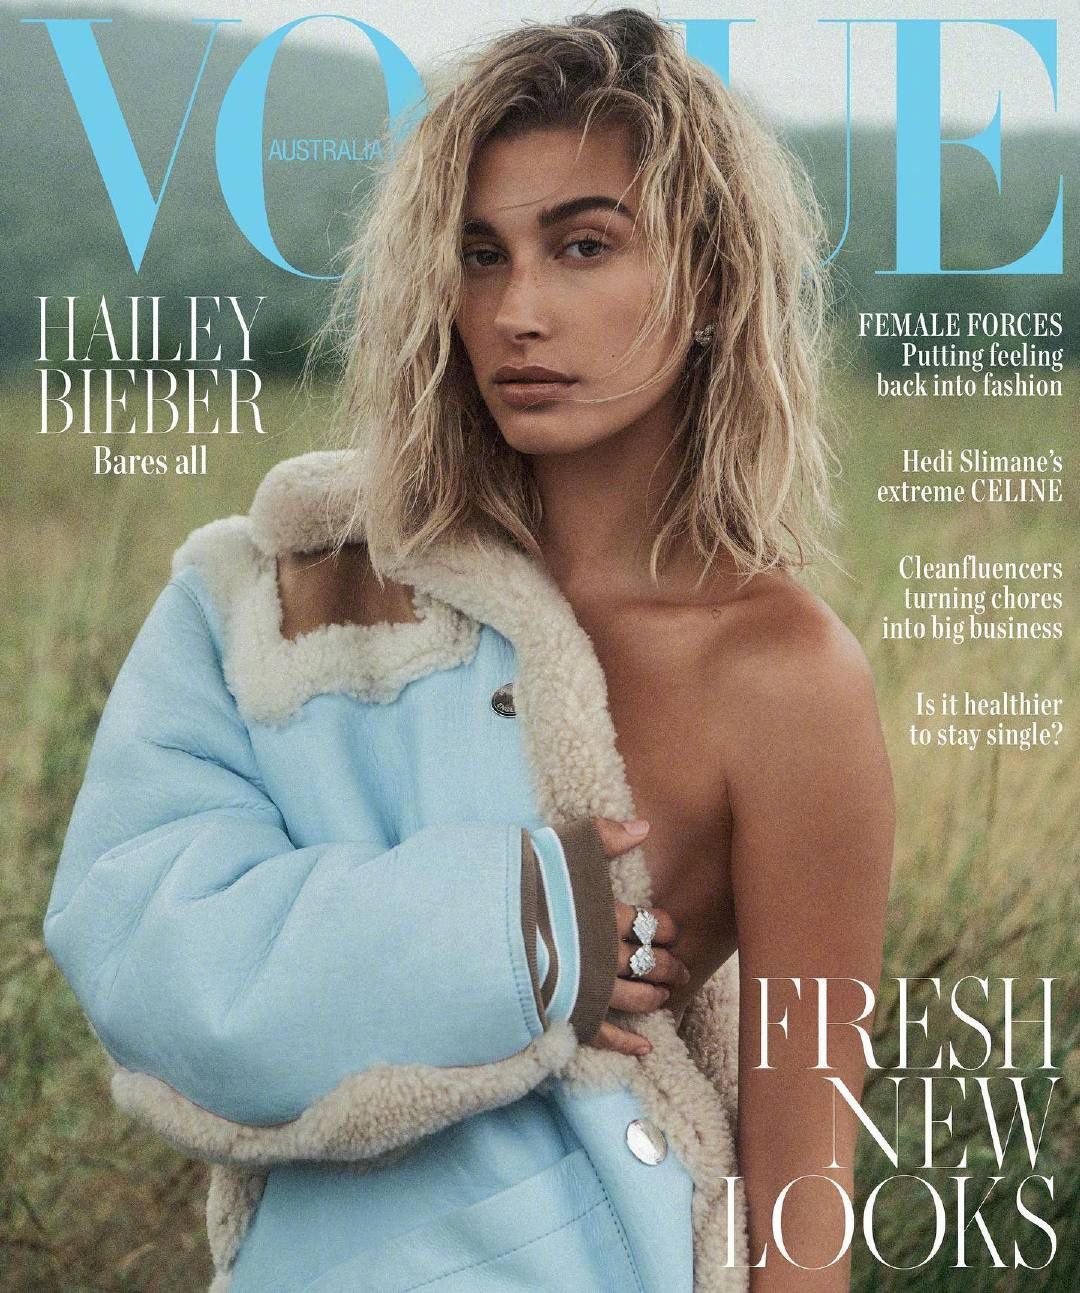 VOGUE
AUSTRALIA
HAILEY
BIEBER
Bares all
FEMALE FORCES
Putting feeling
back into fashion
Hedi Slimane's
extreme CELINE
Cleanfluencers
turning chores
into big business
Is it healthier
to stay single?
FRESH
NEW
LOOKS